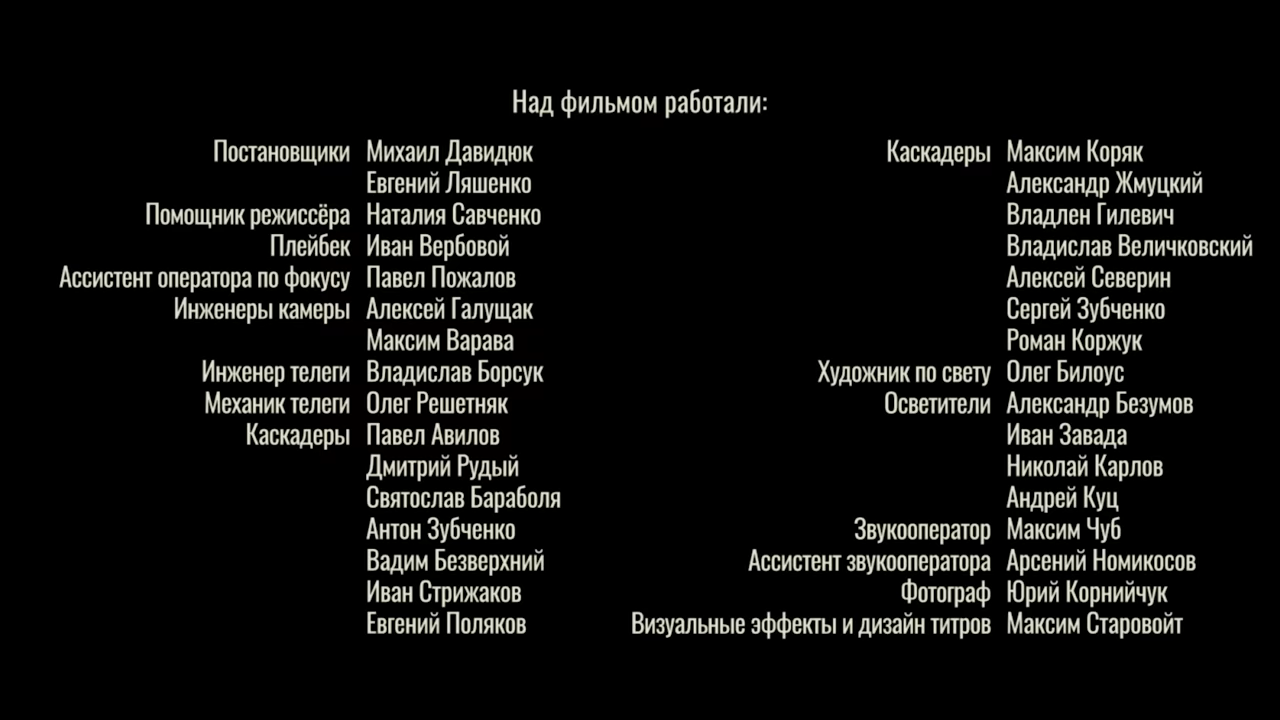 Над фильмом работали:
Постановщики Михаил Давидюк
Евгений Ляшенко
Помощник режиссёра Наталия Савченко
Плейбек Иван Вербовой
Ассистент оператора по фокусу Павел Пожалов
Инженеры камеры Алексей Галущак
Максим Варава
Инженер телеги Владислав Борсук
Механик телеги Олег Решетняк
Каскадеры Павел Авилов
Дмитрий Рудый
Святослав Бараболя
Антон Зубченко
Вадим Безверхний
Иван Стрижаков
Евгений Поляков
Каскадеры Максим Коряк
Александр Жмуцкий
Владлен Гилевич
Владислав Величковский
Алексей Северин
Сергей Зубченко
Роман Коржук
Художник по свету Олег Билоус
Осветители Александр Безумов
Иван Завада
Николай Карлов
Андрей Куц
Звукооператор Максим Чуб
Ассистент звукооператора Арсений Номикосов
Фотограф Юрий Корнийчук
Визуальные эффекты и дизайн титров Максим Старовойт